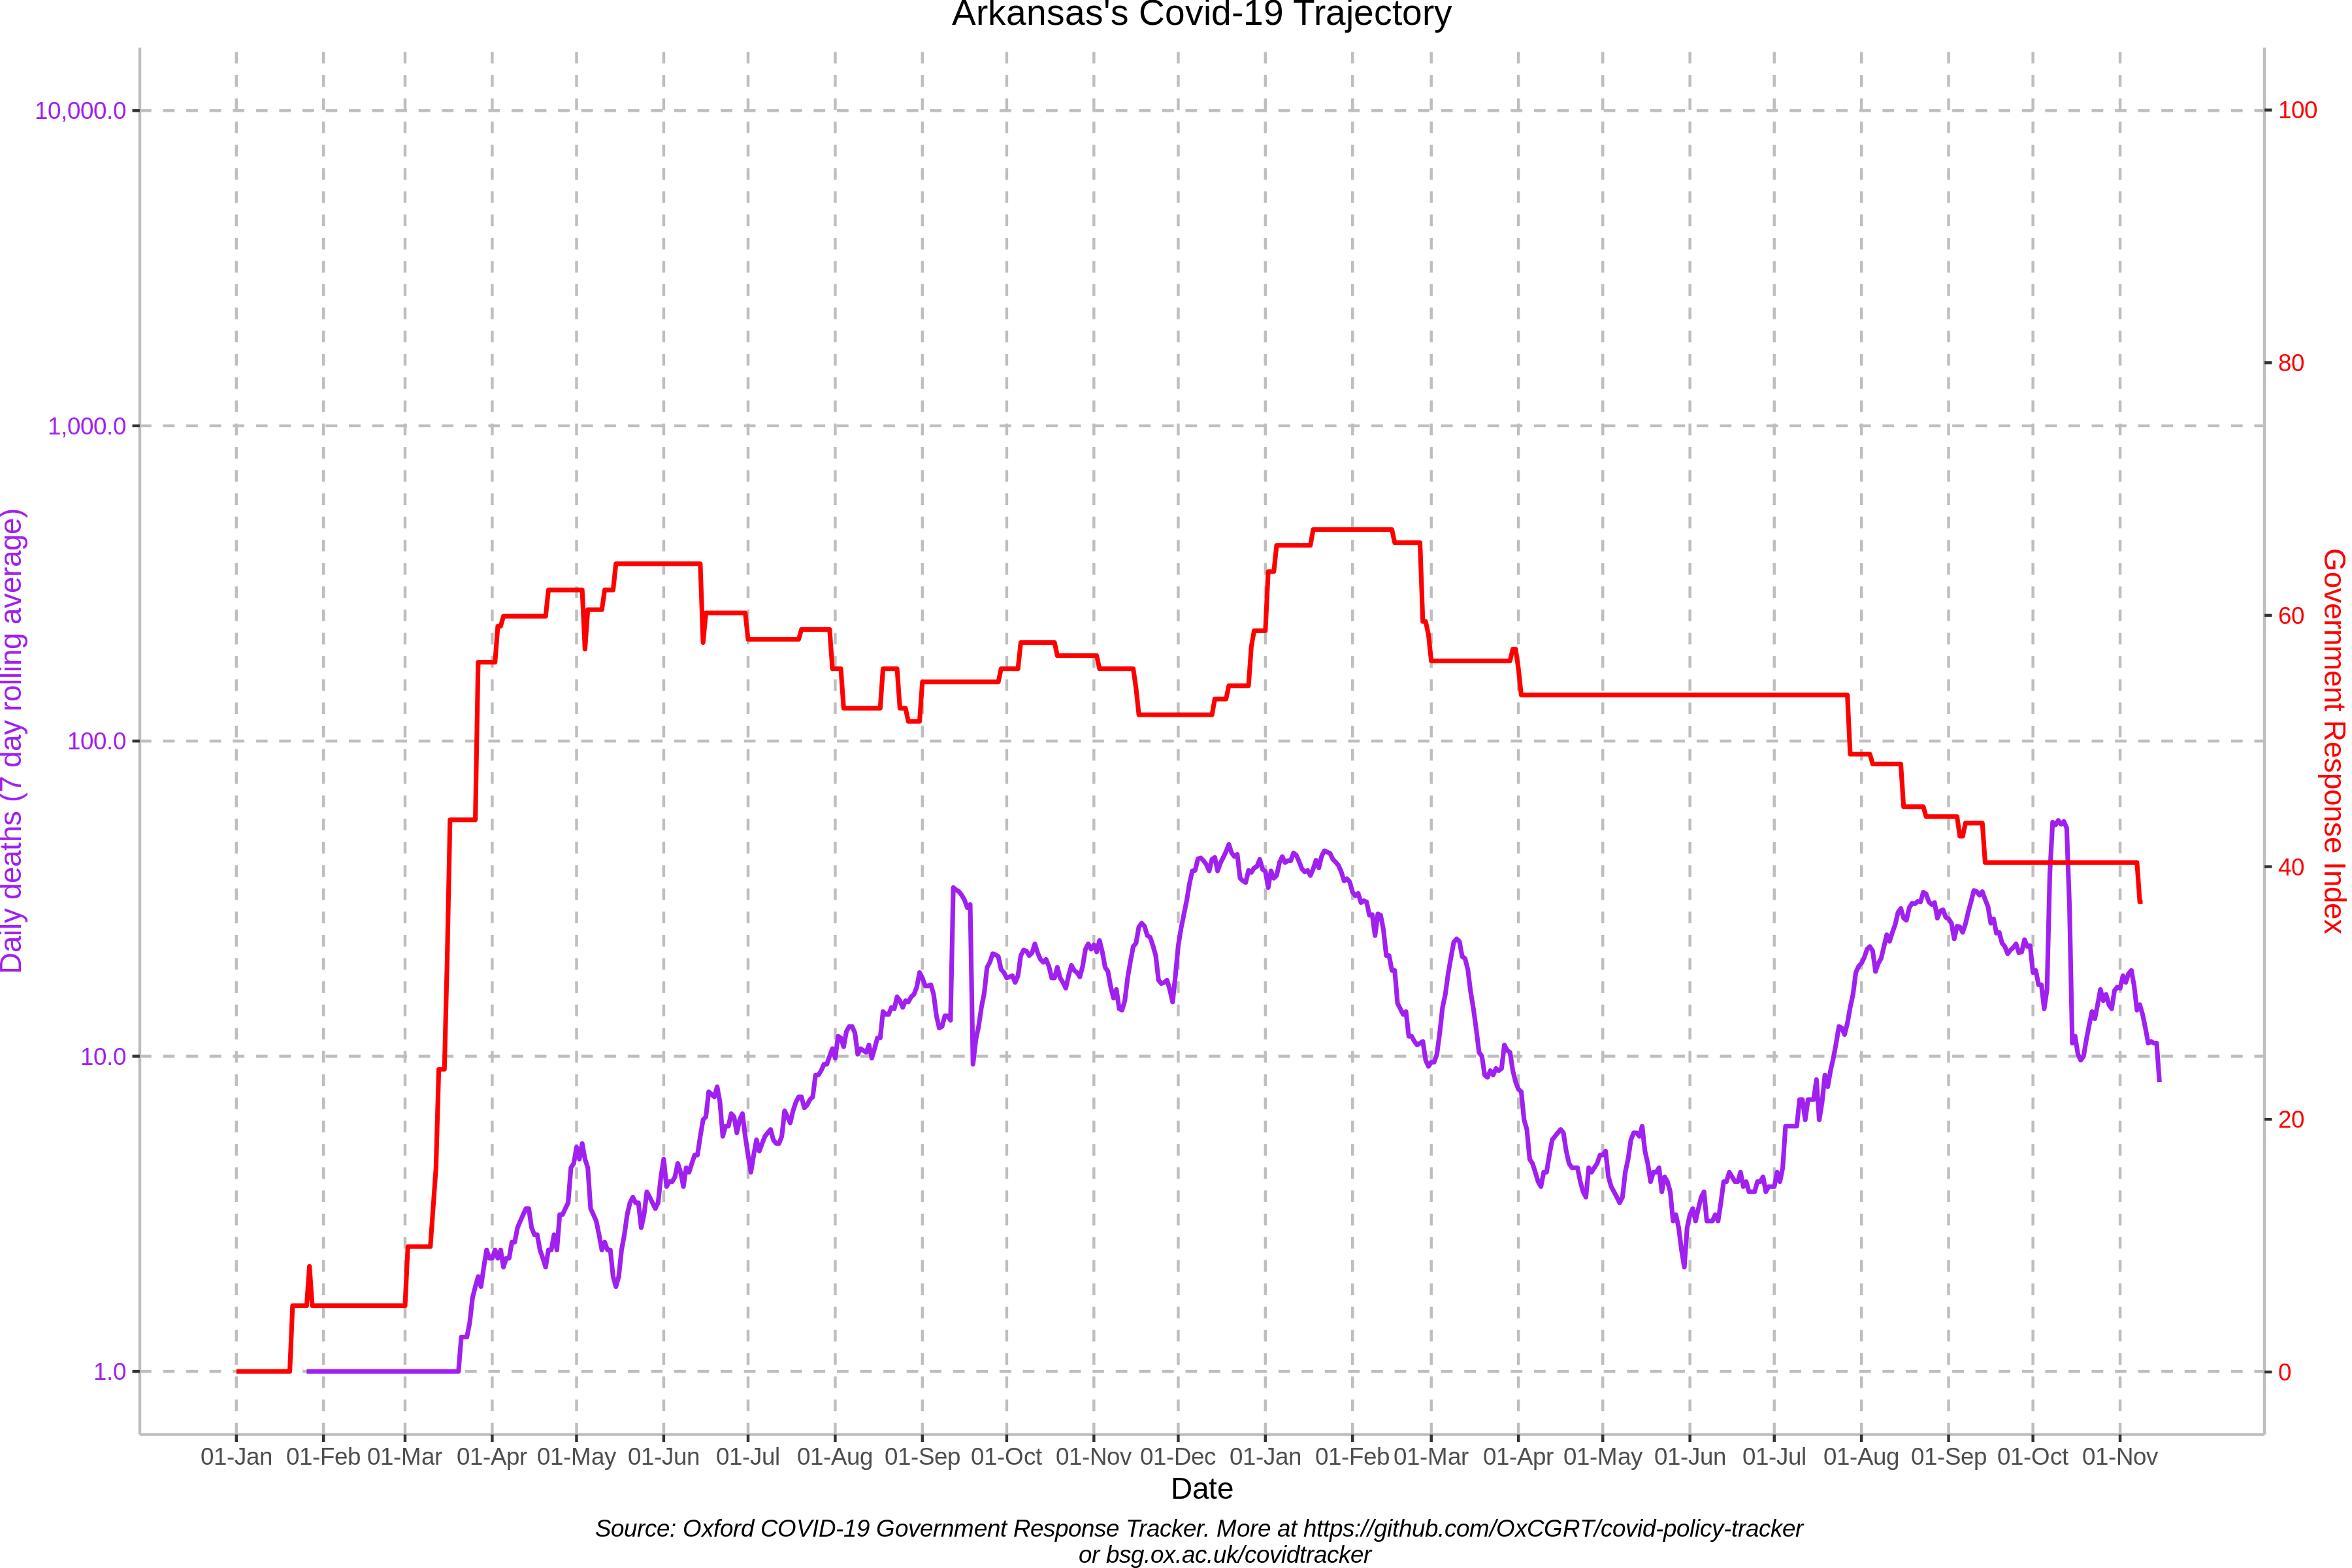 Arkansas's Covid-19 Trajectory
10,000.0
1,000.0
100.0
10.0
1.0
Daily deaths (7 day rolling average)
100
80
60
40
20
0
Government Response Index
01-Jan 01-Feb 01-Mar 01-Apr 01-May 01-Jun 01-Jul 01-Aug 01-Sep 01-Oct 01-Nov 01-Dec 01-Jan 01-Feb 01-Mar 01-Apr 01-May 01-Jun 01-Jul 01-Aug 01-Sep 01-Oct 01-Nov
Date
Source: Oxford COVID-19 Government Response Tracker. More at https://github.com/OxCGRT/covid-policy-tracker
or bsg.ox.ac.uk/covidtracker